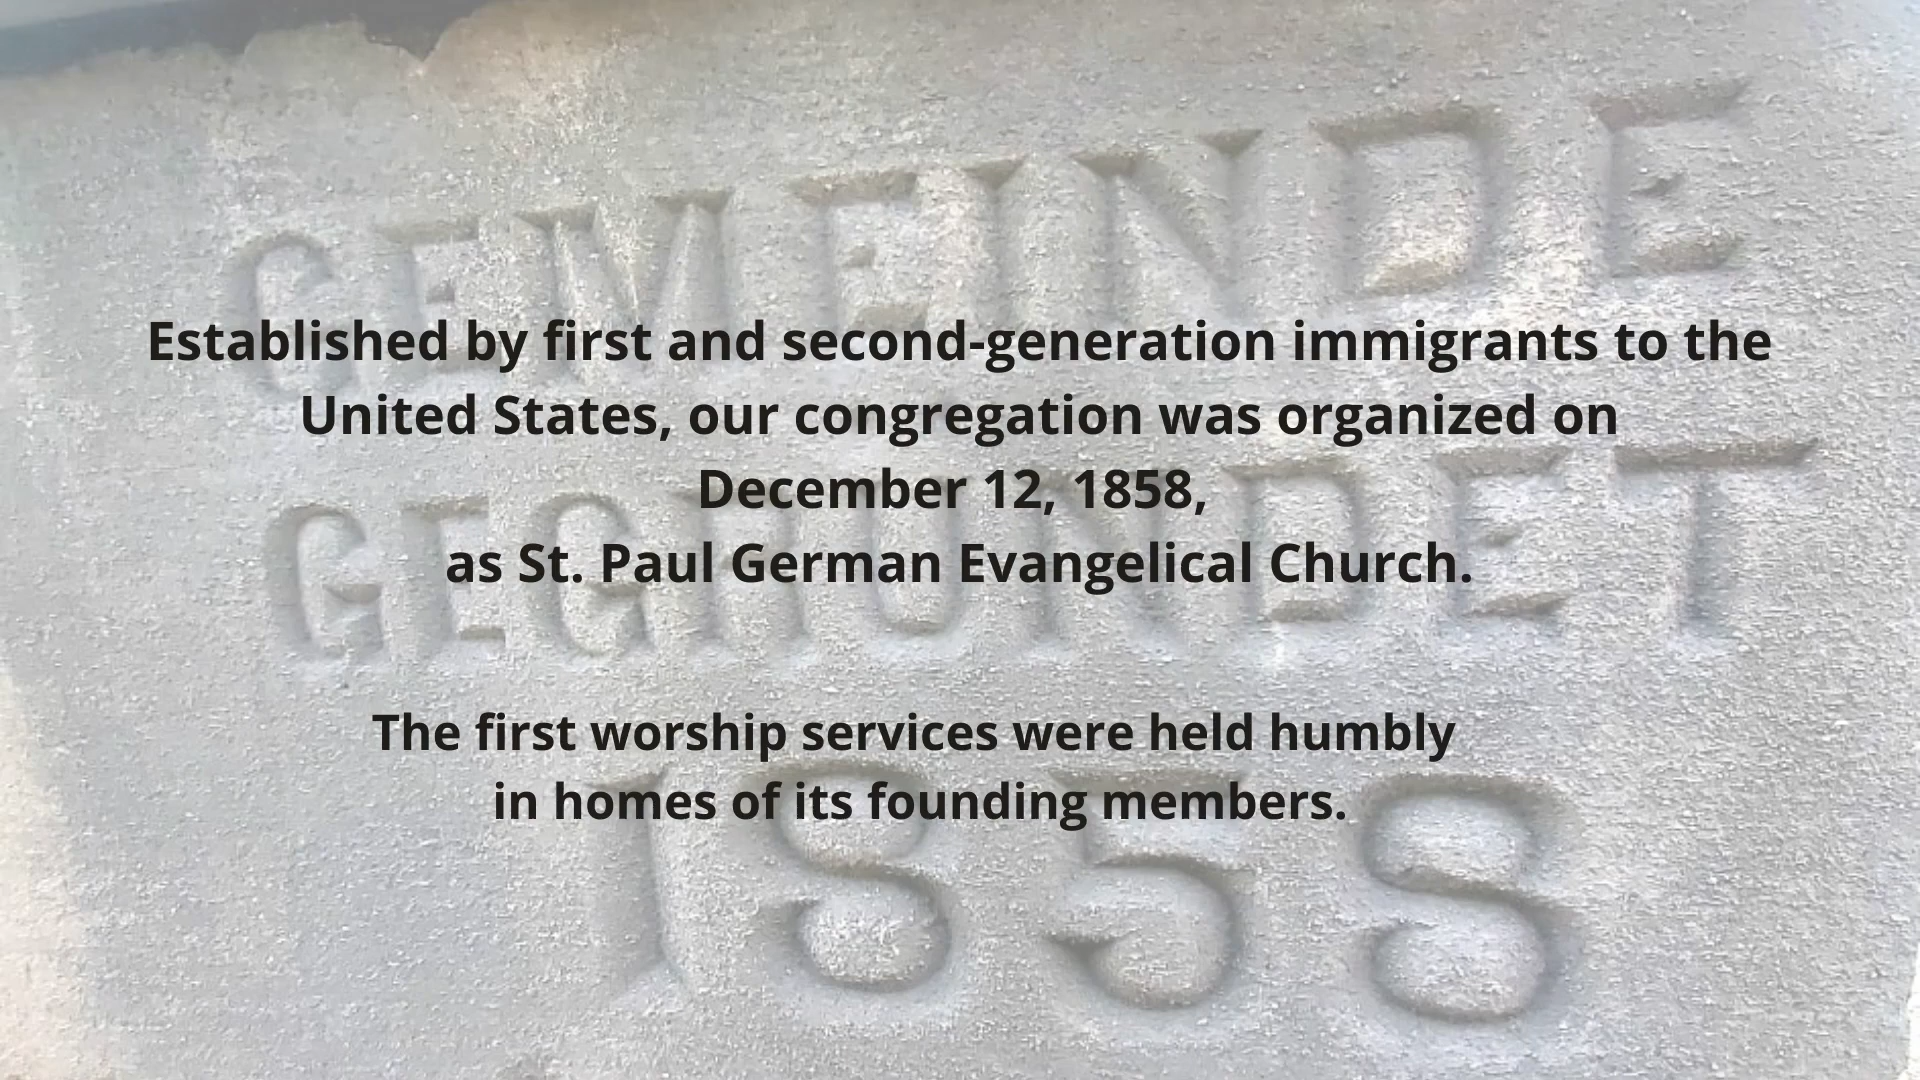 GEMEINDE
Established by first and second-generation immigrants to the
United States, our congregation was organized on
December 12, 1858,
as St. Paul German Evangelical Church.
GEGRUNDET
The first worship services were held humbly
in homes of its founding members.
1858